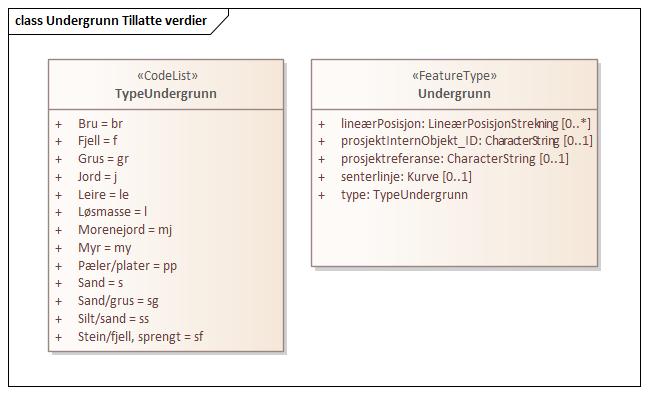 class Undergrunn Tillatte verdier
«CodeList»
TypeUndergrunn
+ Bru = br
+ Fjell = f
+ Grus = gr
+ Jord = j
+ Leire = le
+ Løsmasse = l
+ Morenejord = mj
+ Myr = my
+ Pæler/plater = pp
+ Sand = s
+ Sand/grus = sg
+ Silt/sand = ss
+ Stein/fjell, sprengt = sf
«FeatureType»
Undergrunn
+ lineærPosisjon: LineærPosisjonStrekning [0..*]
+ prosjektInternObjekt_ID: CharacterString [0..1]
+ prosjektreferanse: CharacterString [0..1]
+ senterlinje: Kurve [0..1]
+ type: TypeUndergrunn